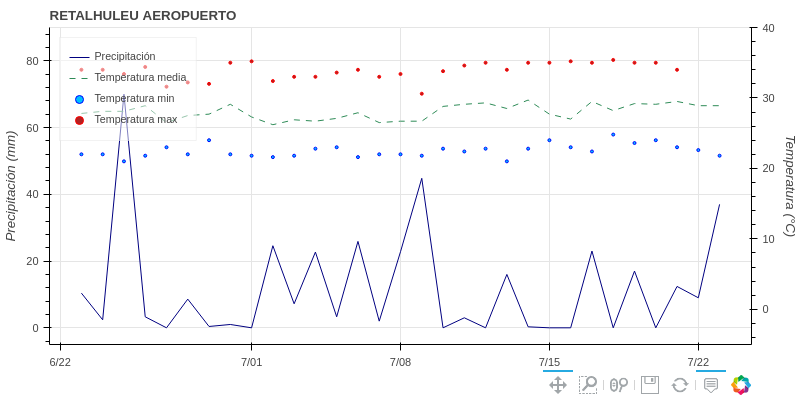 RETALHULEU AEROPUERTO
Precipitación
Temperatura media
Temperatura min
Temperatura max
Precipitación (mm)
80
60
40
20
0
Temperatura (°C)
40
30
20
10
0
6/22 7/01 7/08 7/15 7/22